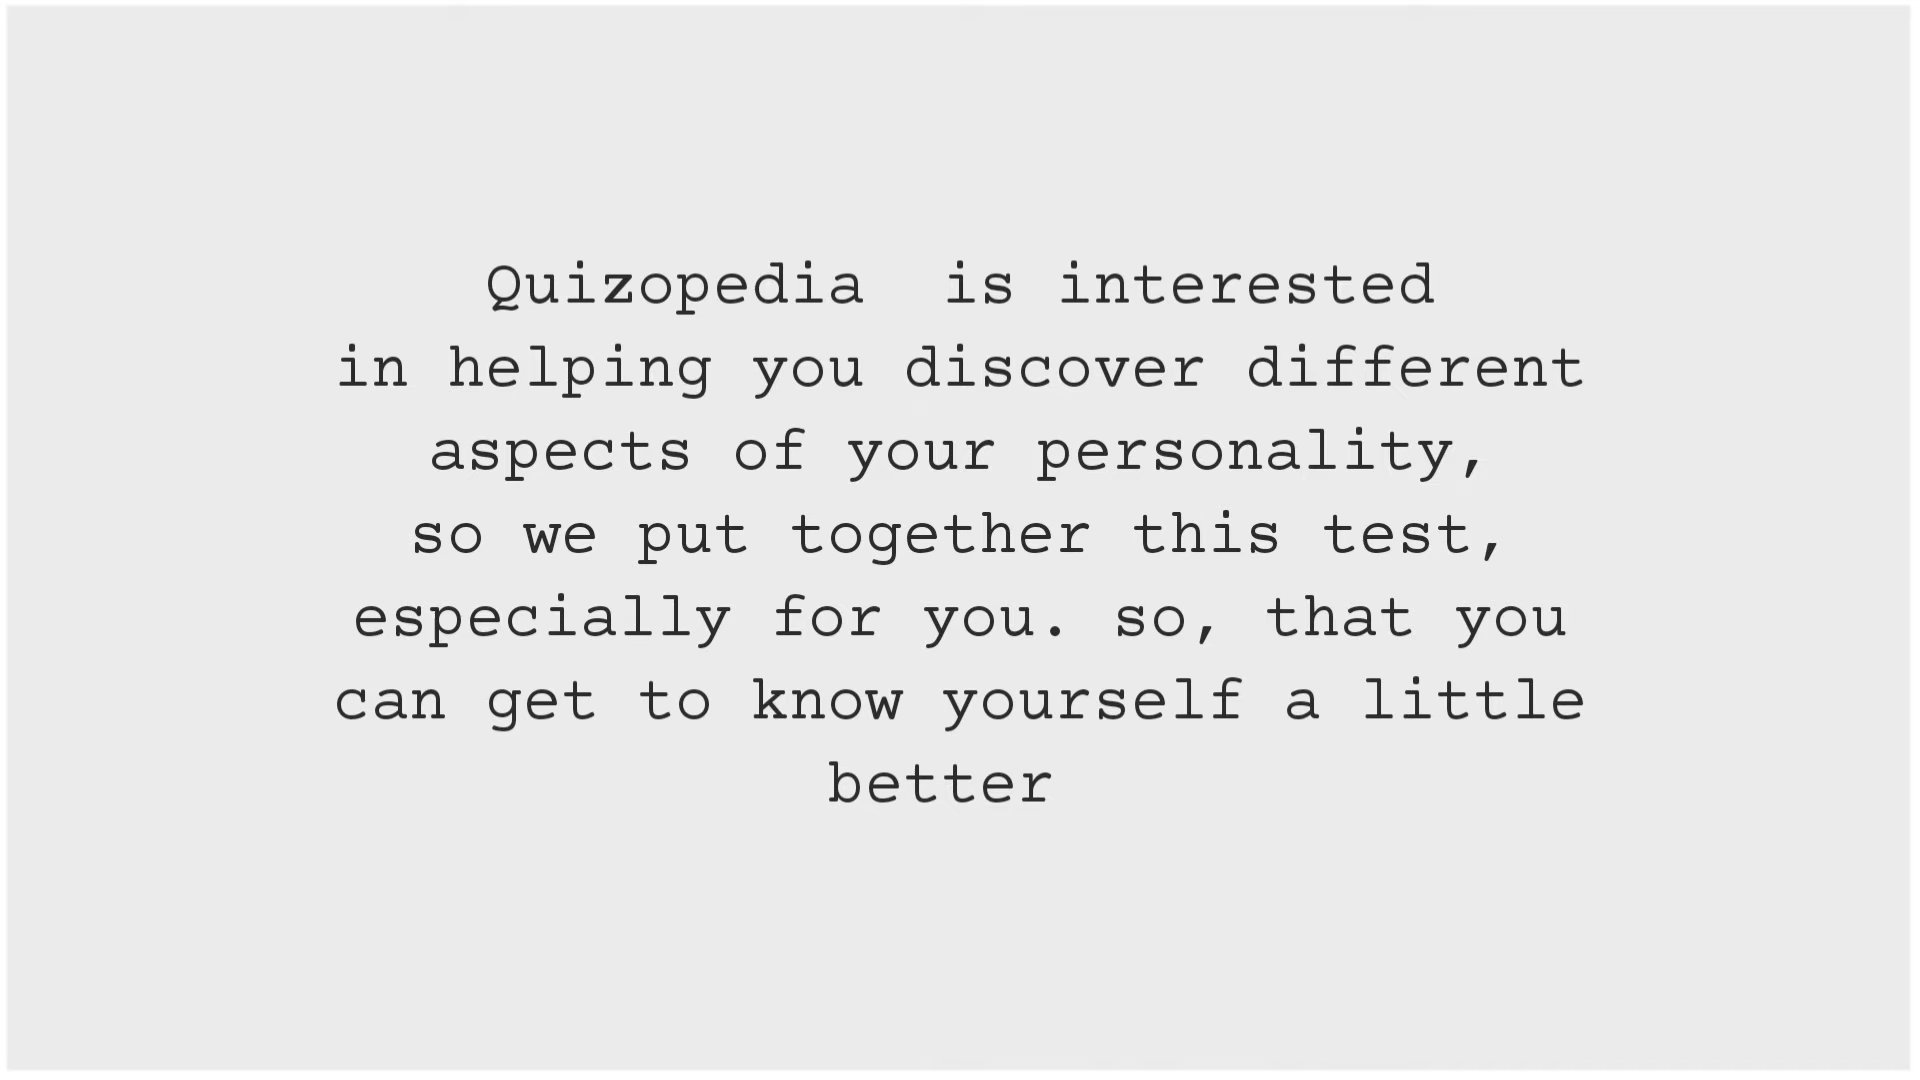 Quizopedia  is interested
in helping you discover different
aspects of your personality,
so we put together this test,
especially for you. so, that you
can get to know yourself a little
better